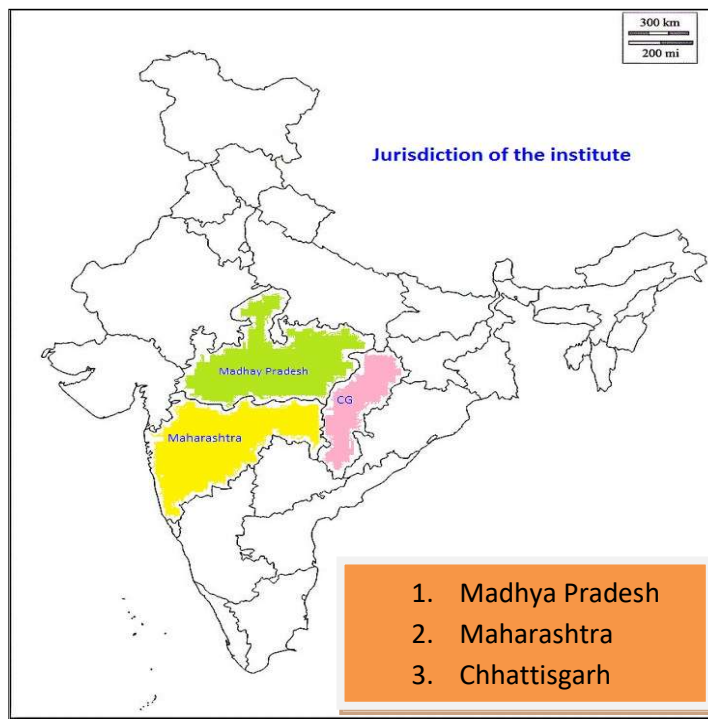 300 km
200 mi
Jurisdiction of the institute
Madhay Pradesh
CG
Maharashtra
1. Madhya Pradesh
2. Maharashtra
3. Chhattisgarh